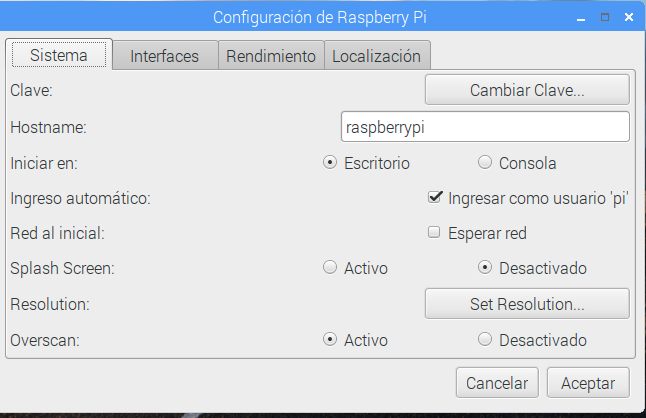 Configuración de Raspberry Pi
Sistema Interfaces Rendimiento Localización
Clave: Cambiar Clave...
Hostname: raspberrypi
Iniciar en: Escritorio Consola
Ingreso automático: Ingresar como usuario 'pi'
Red al inicial: Esperar red
Splash Screen: Activo Desactivado
Resolution: Set Resolution...
Overscan: Activo Desactivado
Cancelar Aceptar